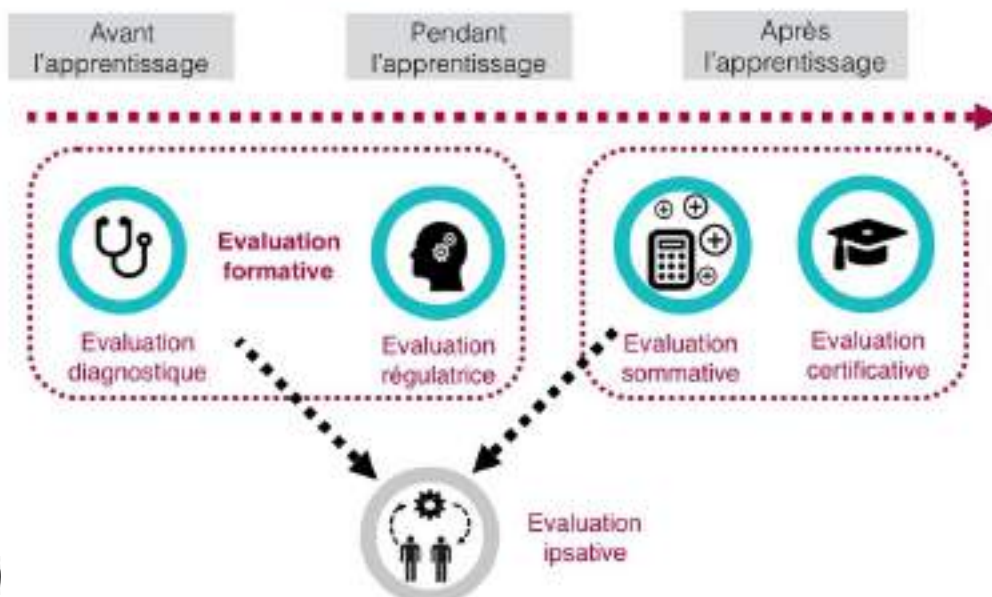 Avant
l'apprentissage
Pendant
l'apprentissage
Après
l'apprentissage
Evaluation
formative
Evaluation
diagnostique
Evaluation
régulatrice
Evaluation
sommative
Evaluation
certificative
Evaluation
ipsative